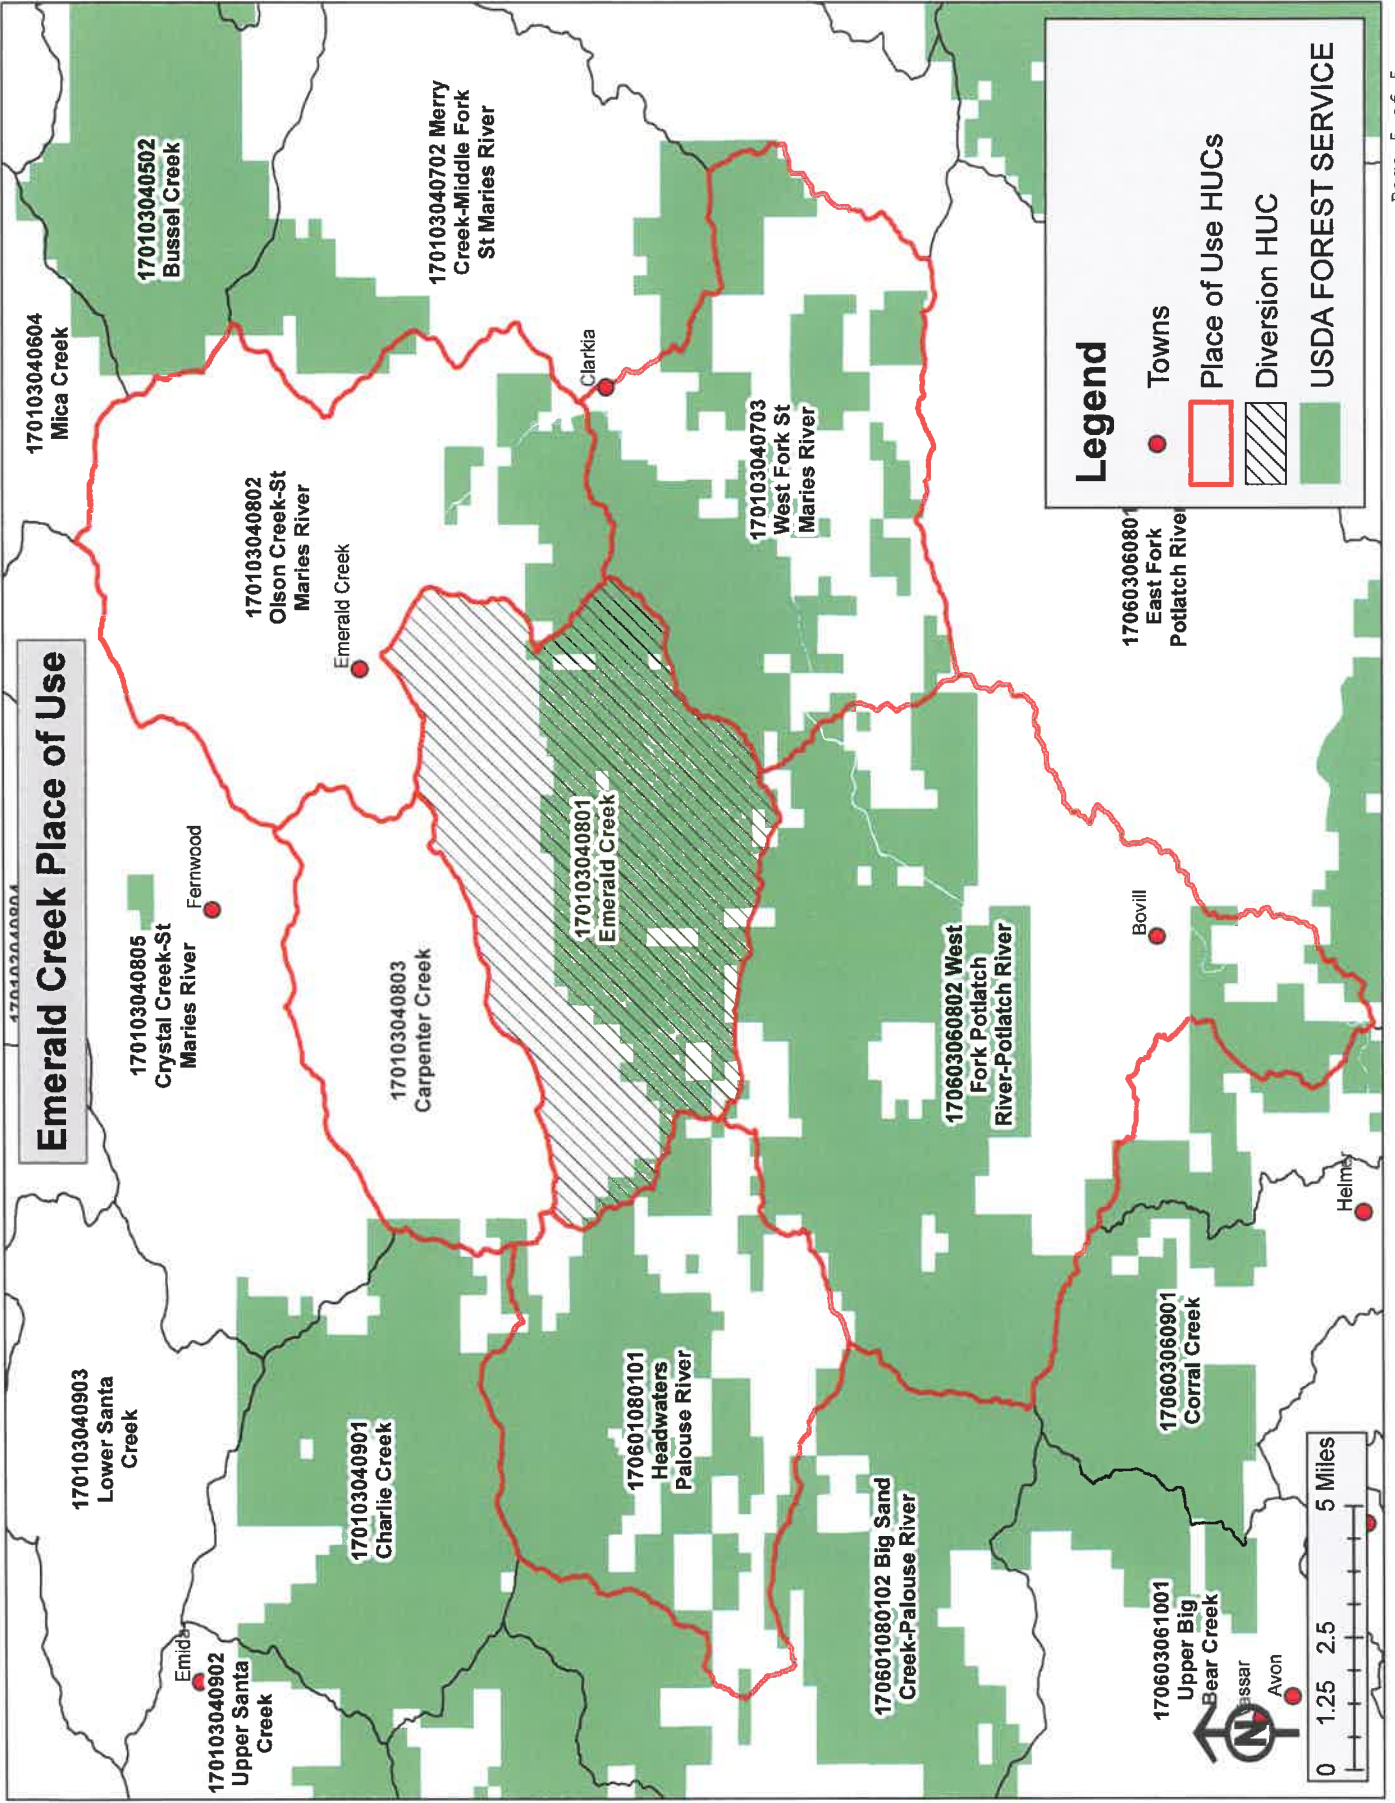 Emerald Creek Place of Use
170103040903
Lower Santa
Creek
170103040604
Mica Creek
170103040502
Bussel Creek
170103040805
Crystal Creek-St
Maries River
Fernwood
Emida
170103040902
Upper Santa
Creek
170103040802
Olson Creek-St
Maries River
Emerald Creek
170103040702 Merry
Creek-Middle Fork
St Maries River
170103040901
Charlie Creek
170103040803
Carpenter Creek
170103040801
Emerald Creek
Clarkia
170601080101
Headwaters
Palouse River
170103040703
West Fork St
Maries River
170601080102 Big Sand
Creek-Palouse River
170603060802 West
Fork Potlatch
River-Potlatch River
170603060801
East Fork
Potlatch River
Bovill
170603060901
Corral Creek
170603061001
Upper Big
Bear Creek
assar
Avon
Helmer
N
0 1.25 2.5 5 Miles
Legend
Towns
Place of Use HUCs
Diversion HUC
USDA FOREST SERVICE